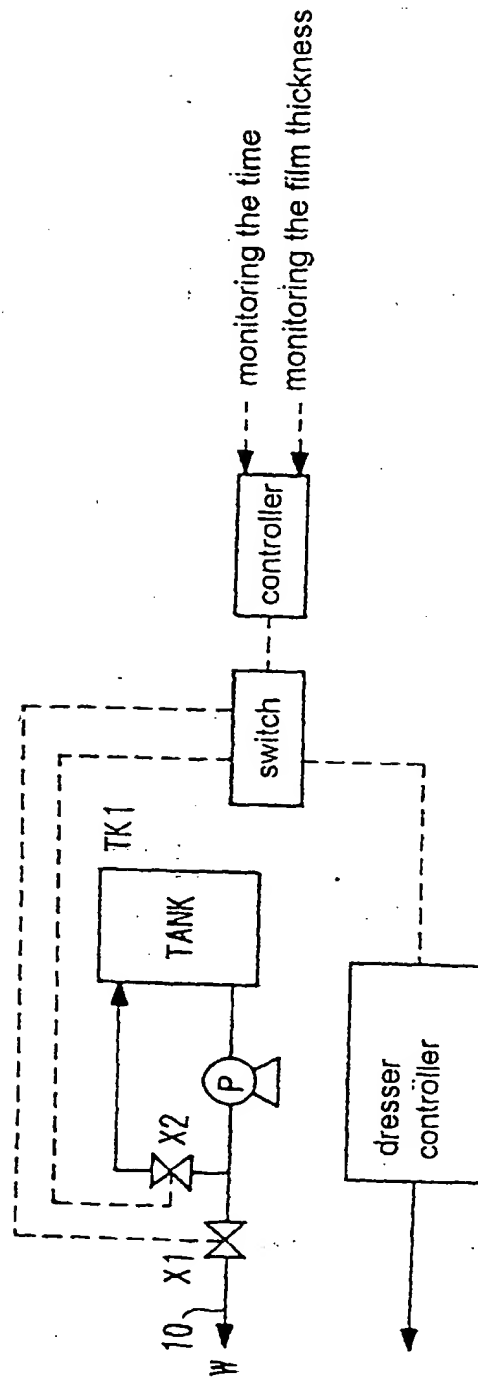 W
10
X1
X2
P
TANK
TK1
dresser
controller
switch
controller
monitoring the time
monitoring the film thickness